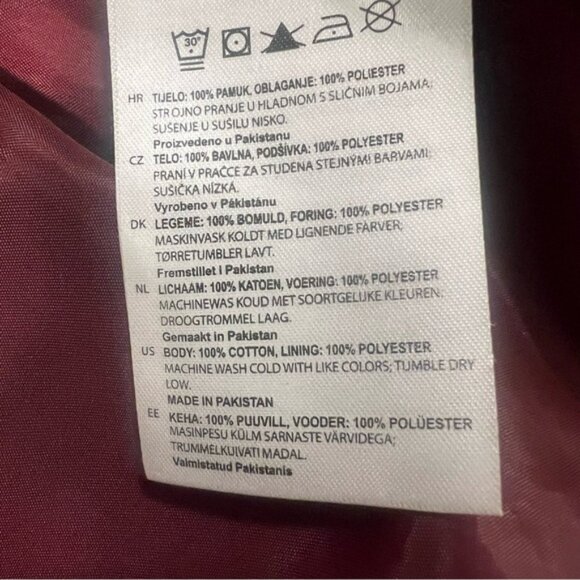 30°
HR TIJELO: 100% PAMUK, OBLAGANJE: 100% POLIESTER
STROJNO PRANJE U HLADNOM S SLIČNIM BOJAMA;
SUŠENJE U SUŠILU NISKO.
Proizvedeno u Pakistanu
CZ TELO: 100% BAVLNA, PODŠÍVKA: 100% POLYESTER
PRANÍ V PRAČCE ZA STUDENA STEJNÝMI BARVAMI;
SUŠIČKA NÍZKÁ.
Vyrobeno v Pákistánu
DK LEGEME: 100% BOMULD, FORING: 100% POLYESTER
MASKINVASK KOLDT MED LIGNENDE FARVER;
TØRRETUMBLER LAVT.
Fremstillet i Pakistan
NL LICHAAM: 100% KATOEN, VOERING: 100% POLYESTER
MACHINEWAS KOUD MET SOORTGELIJKE KLEUREN;
DROOGTROMMEL LAAG.
Gemaakt in Pakistan
US BODY: 100% COTTON, LINING: 100% POLYESTER
MACHINE WASH COLD WITH LIKE COLORS; TUMBLE DRY
LOW.
MADE IN PAKISTAN
EE KEHA: 100% PUUVILL, VOODER: 100% POLÜESTER
MASINPESU KÜLM SARNASTE VÄRVIDEGA;
TRUMMELKUIVATI MADAL.
Valmistatud Pakistanis